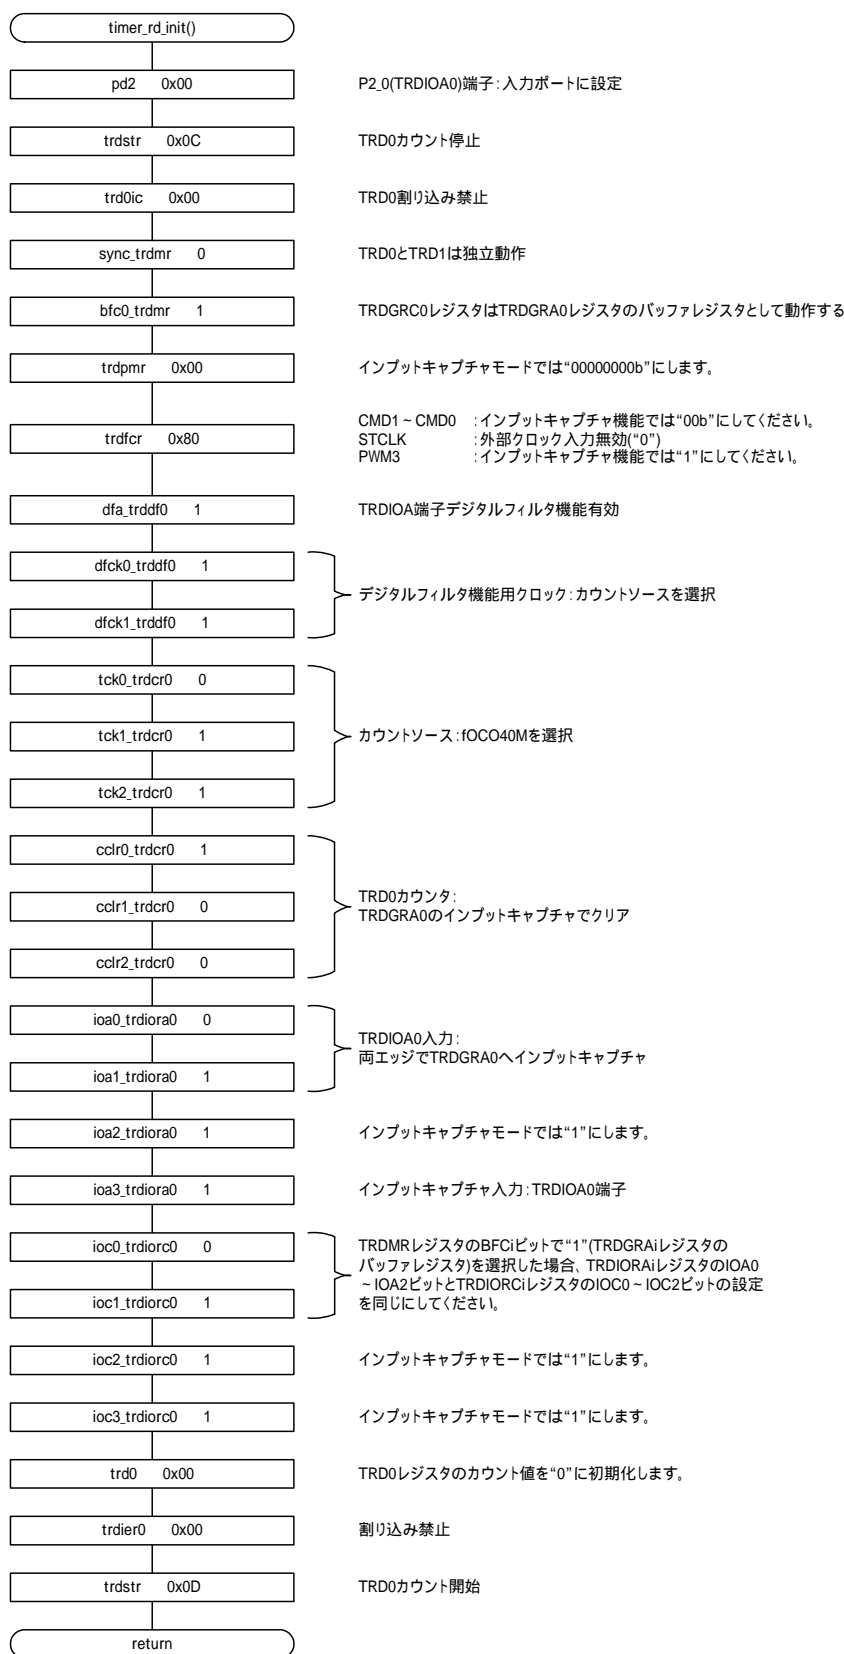 timer_rd_init()
pd2 0x00 P2_0(TRDIOA0)端子：入力ポートに設定
trdstr 0x0C TRD0カウント停止
trd0ic 0x00 TRD0割り込み禁止
sync_trdmr 0 TRD0とTRD1は独立動作
bfc0_trdmr 1 TRDGRC0レジスタはTRDGRA0レジスタのバッファレジスタとして動作する
trdpmr 0x00 インプットキャプチャモードでは“00000000b”にします。
CMD1～CMD0 ：インプットキャプチャ機能では“00b”にしてください。
trdfcr 0x80 STCLK ：外部クロック入力無効(“0”)
PWM3 ：インプットキャプチャ機能では“1”にしてください。
dfa_trddf0 1 TRDIOA端子デジタルフィルタ機能有効
dfck0_trddf0 1
デジタルフィルタ機能用クロック：カウントソースを選択
dfck1_trddf0 1
tck0_trdcr0 0
tck1_trdcr0 1 カウントソース：fOCO40Mを選択
tck2_trdcr0 1
cclr0_trdcr0 1
TRD0カウンタ：
cclr1_trdcr0 0
TRDGRA0のインプットキャプチャでクリア
cclr2_trdcr0 0
ioa0_trdiora0 0
TRDIOA0入力：
両エッジでTRDGRA0へインプットキャプチャ
ioa1_trdiora0 1
ioa2_trdiora0 1 インプットキャプチャモードでは“1”にします。
ioa3_trdiora0 1 インプットキャプチャ入力：TRDIOA0端子
ioc0_trdiorc0 0 TRDMRレジスタのBFCiビットで“1”(TRDGRAiレジスタの
バッファレジスタ)を選択した場合、TRDIORAiレジスタのIOA0
～IOA2ビットとTRDIORCiレジスタのIOC0～IOC2ビットの設定
ioc1_trdiorc0 1 を同じにしてください。
ioc2_trdiorc0 1 インプットキャプチャモードでは“1”にします。
ioc3_trdiorc0 1 インプットキャプチャモードでは“1”にします。
trd0 0x00 TRD0レジスタのカウント値を“0”に初期化します。
trdier0 0x00 割り込み禁止
trdstr 0x0D TRD0カウント開始
return